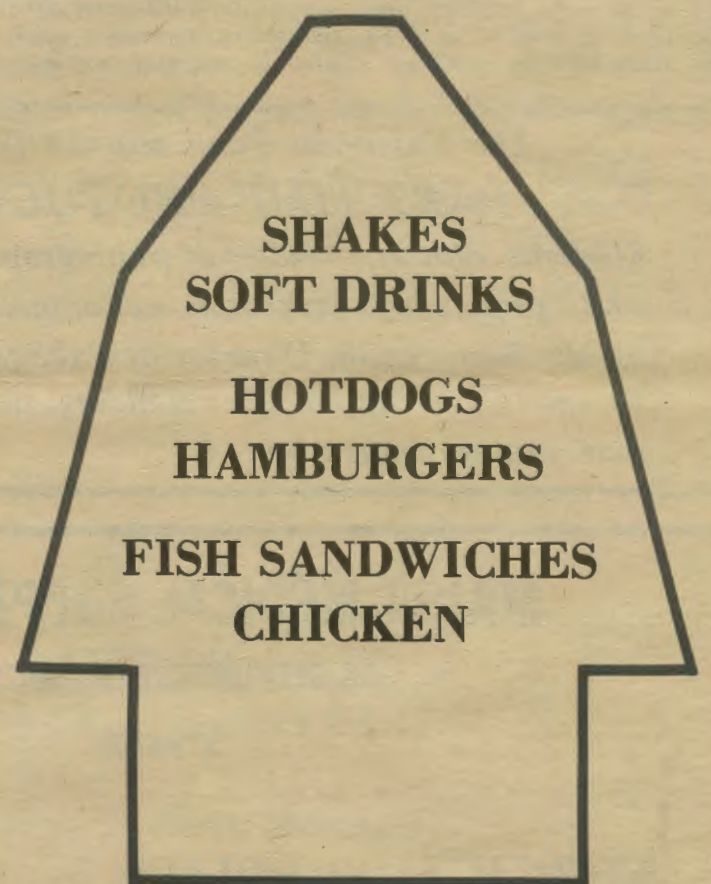 SHAKES
SOFT DRINKS
HOTDOGS
HAMBURGERS
FISH SANDWICHES
CHICKEN